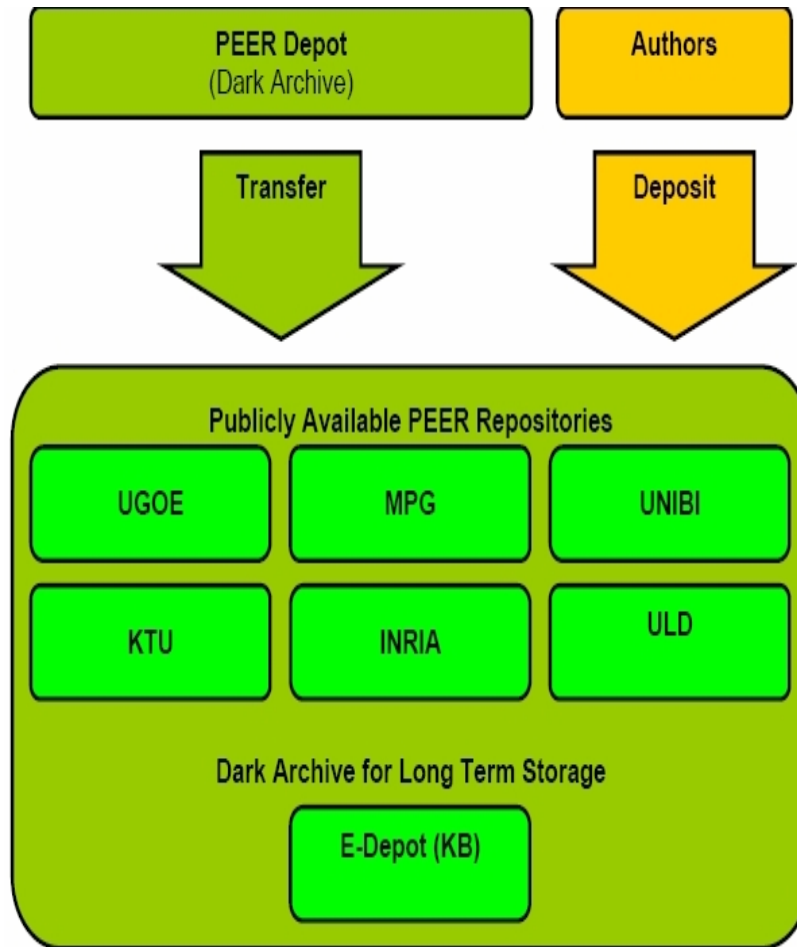 PEER Depot
(Dark Archive)
Authors
Transfer
Deposit
Publicly Available PEER Repositories
UGOE
MPG
UNIBI
KTU
INRIA
ULD
Dark Archive for Long Term Storage
E-Depot (KB)